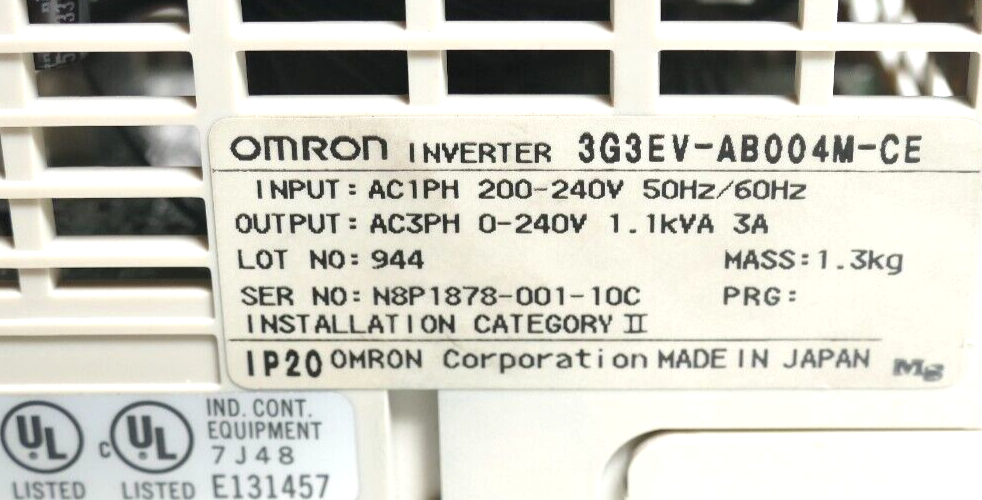 OMRON INVERTER 3G3EV-AB004M-CE
INPUT: AC1PH 200-240V 50Hz/60Hz
OUTPUT: AC3PH 0-240V 1.1kVA 3A
LOT NO: 944 MASS: 1.3kg
SER NO: N8P1878-001-10C PRG:
INSTALLATION CATEGORY II
IP20 OMRON Corporation MADE IN JAPAN
UL LISTED
c UL LISTED
IND. CONT.
EQUIPMENT
7J48
E131457